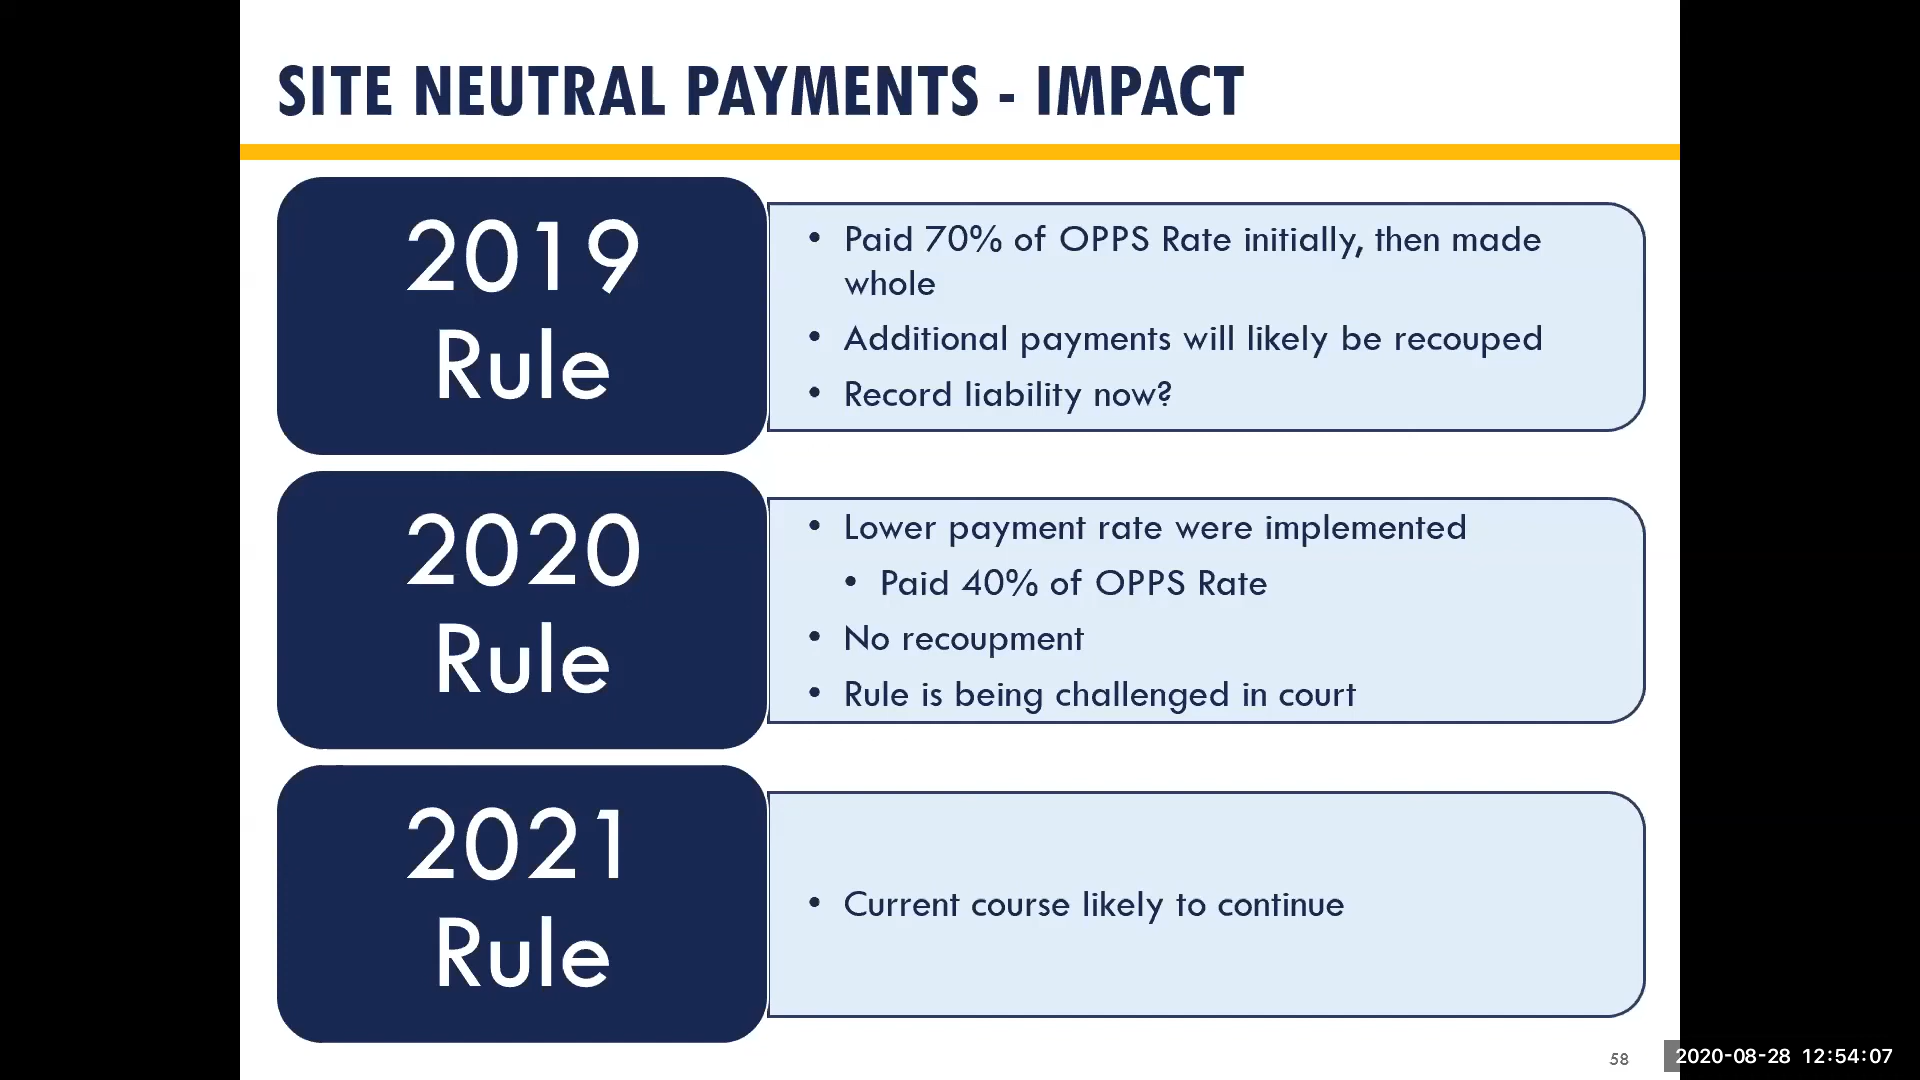 SITE NEUTRAL PAYMENTS - IMPACT
2019
Rule
• Paid 70% of OPPS Rate initially, then made
whole
• Additional payments will likely be recouped
• Record liability now?
2020
Rule
• Lower payment rate were implemented
• Paid 40% of OPPS Rate
• No recoupment
• Rule is being challenged in court
2021
Rule
• Current course likely to continue
58
2020-08-28 12:54:07